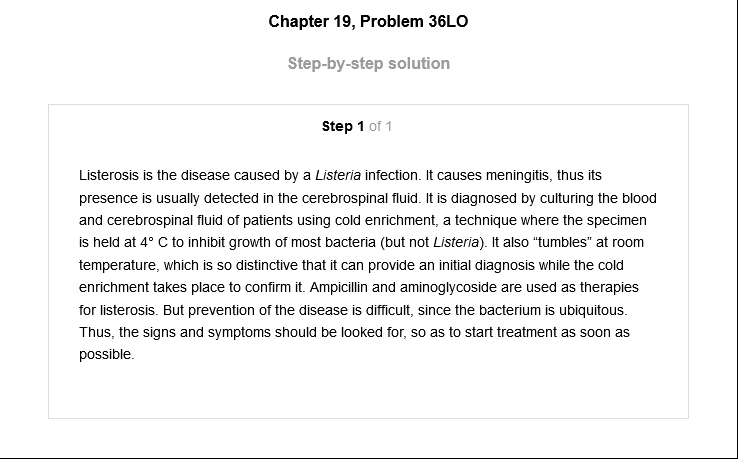 Chapter 19, Problem 36LO
Step-by-step solution
Step 1 of 1
Listerosis is the disease caused by a Listeria infection. It causes meningitis, thus its
presence is usually detected in the cerebrospinal fluid. It is diagnosed by culturing the blood
and cerebrospinal fluid of patients using cold enrichment, a technique where the specimen
is held at 4° C to inhibit growth of most bacteria (but not Listeria). It also “tumbles” at room
temperature, which is so distinctive that it can provide an initial diagnosis while the cold
enrichment takes place to confirm it. Ampicillin and aminoglycoside are used as therapies
for listerosis. But prevention of the disease is difficult, since the bacterium is ubiquitous.
Thus, the signs and symptoms should be looked for, so as to start treatment as soon as
possible.